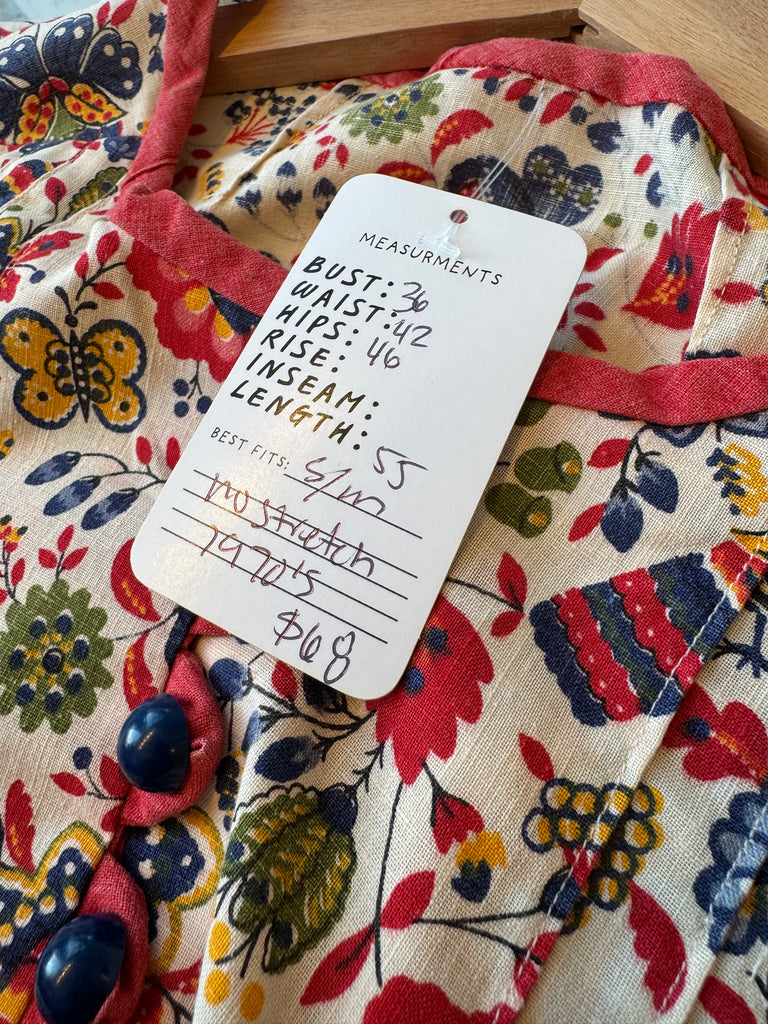 MEASURMENTS
BUST: 36
WAIST: 42
HIPS: 46
RISE:
INSEAM:
LENGTH: 55
BEST FITS: s/m
no stretch
1970's
$68